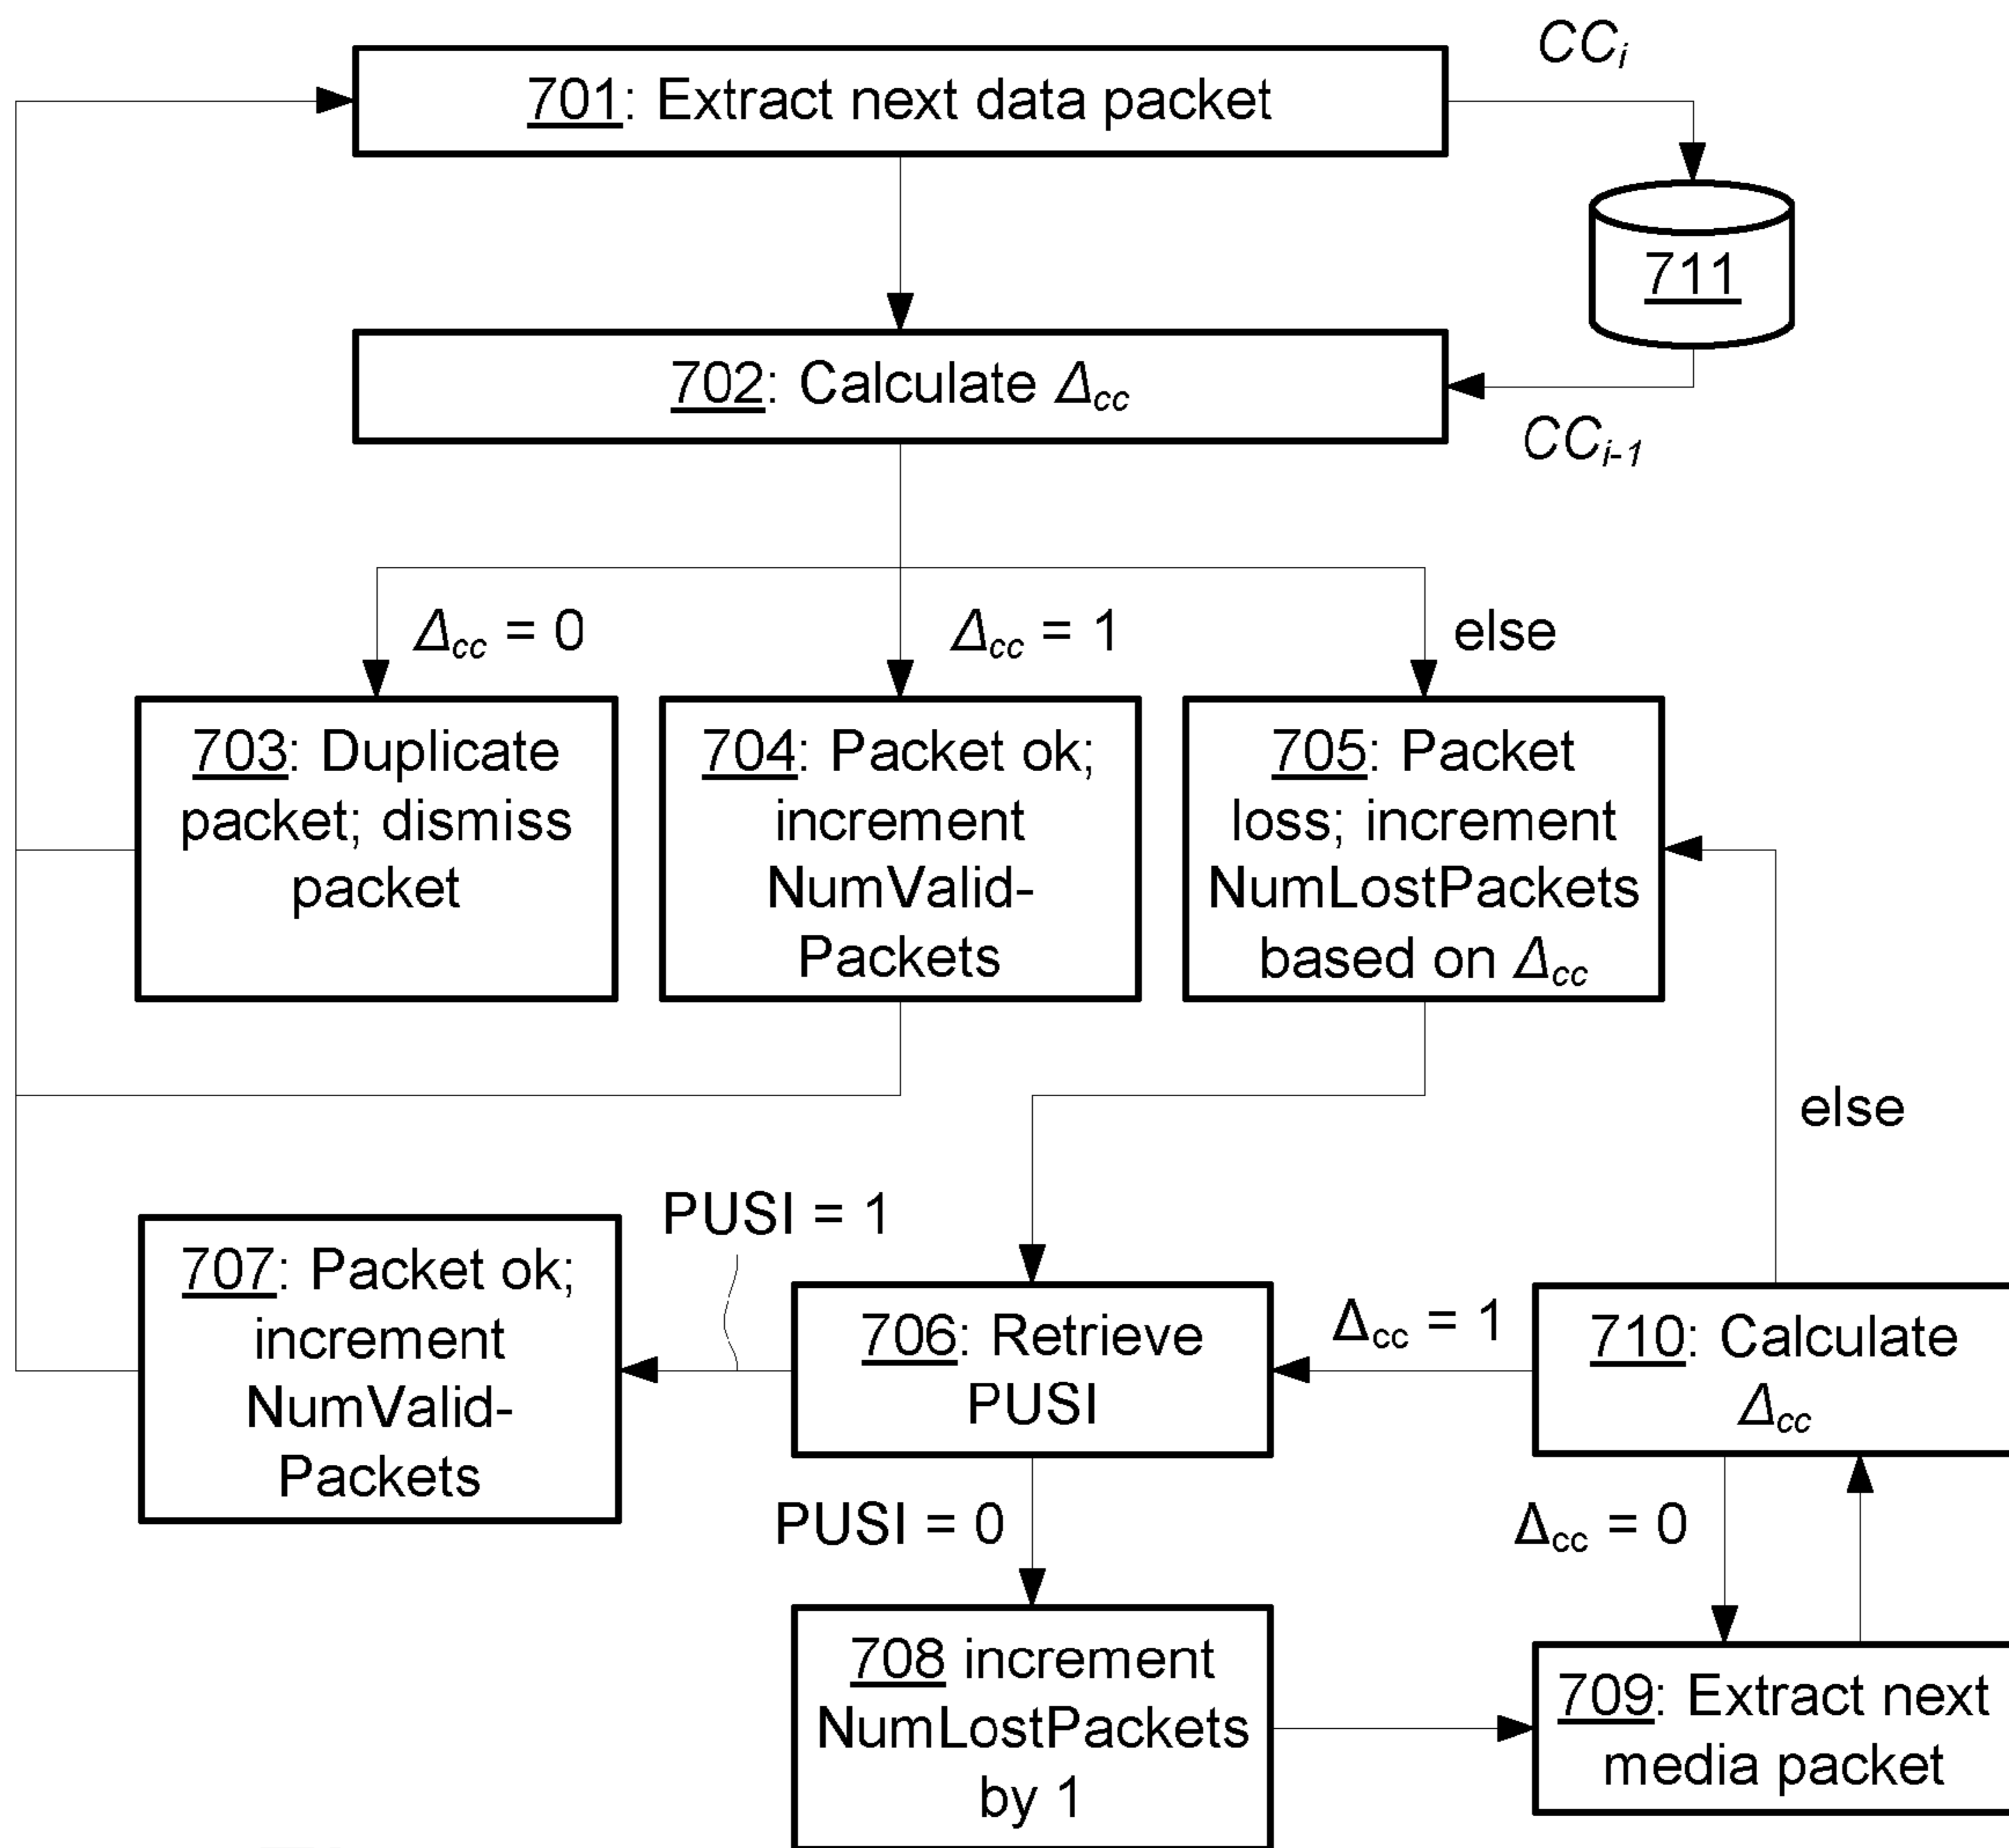 CCi
701: Extract next data packet
711
702: Calculate Δcc
CCi-1
Δcc = 0
Δcc = 1
else
703: Duplicate
packet; dismiss
packet
704: Packet ok;
increment
NumValid-
Packets
705: Packet
loss; increment
NumLostPackets
based on Δcc
else
PUSI = 1
707: Packet ok;
increment
NumValid-
Packets
706: Retrieve
PUSI
Δcc = 1
710: Calculate
Δcc
PUSI = 0
Δcc = 0
708 increment
NumLostPackets
by 1
709: Extract next
media packet